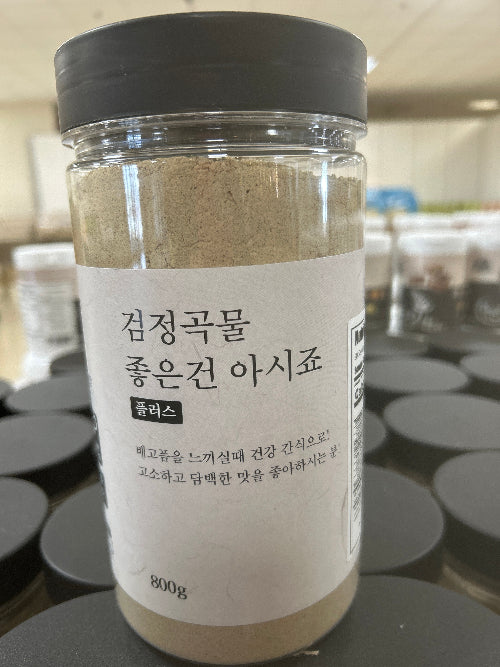 검정곡물
좋은건 아시죠
플러스
배고픔을 느끼실때 건강 간식으로!
고소하고 담백한 맛을 좋아하시는 분
800g